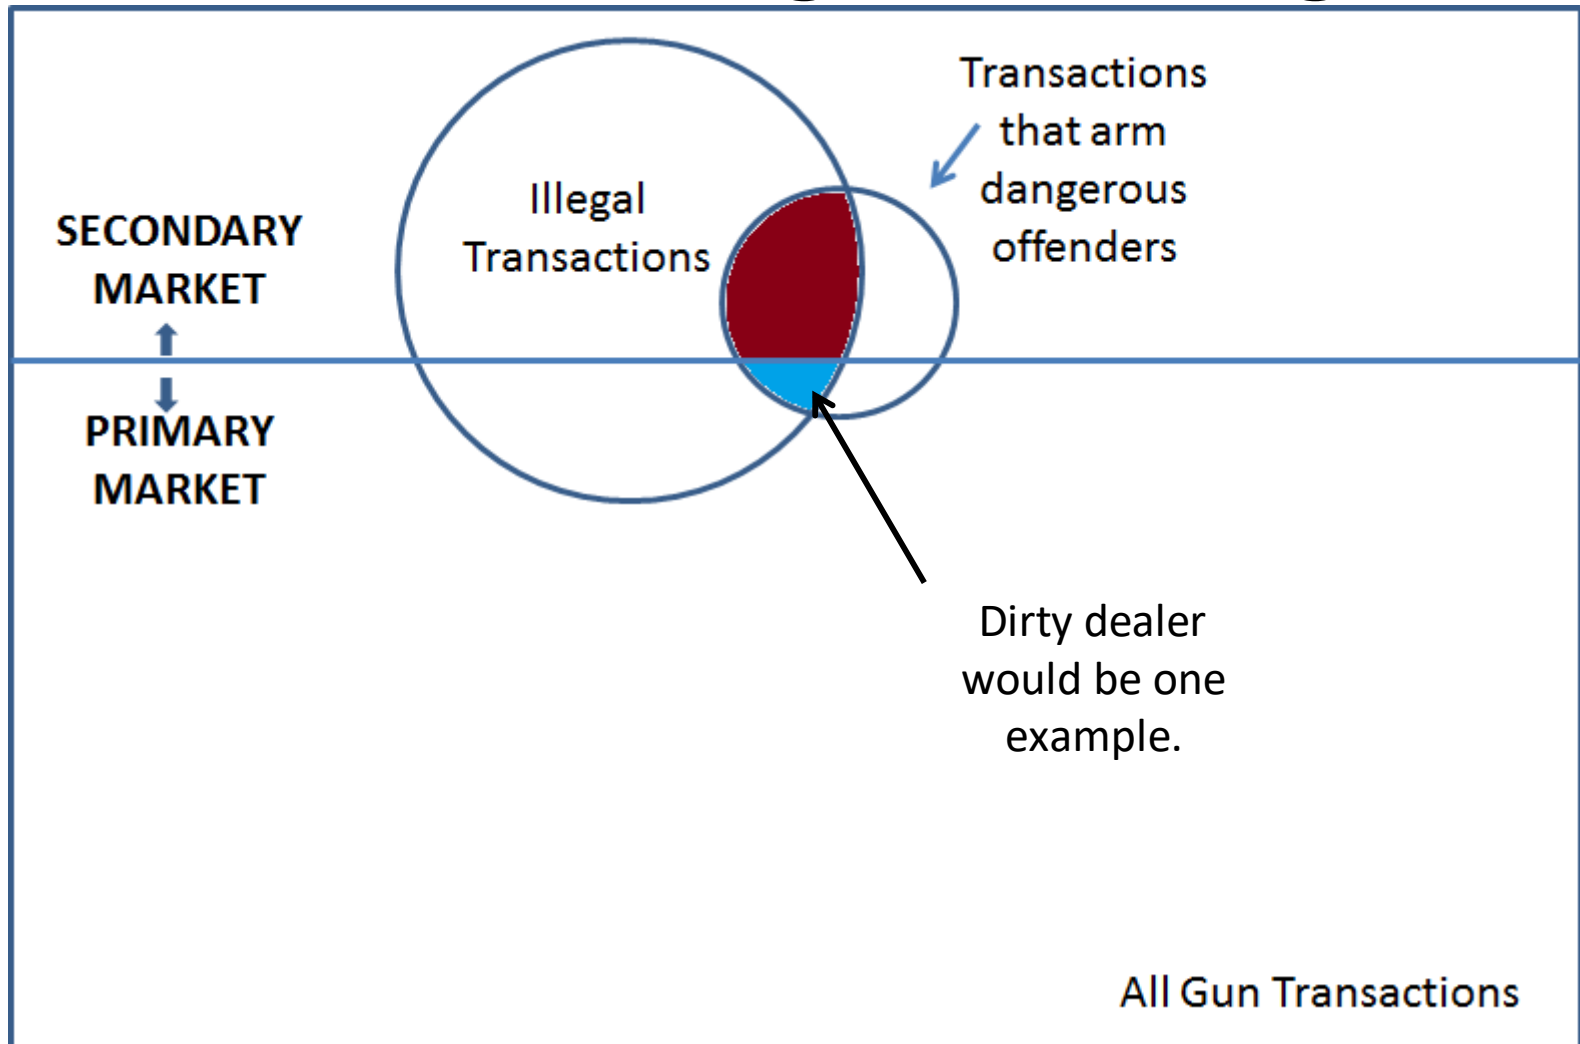 Transactions
that arm
dangerous
offenders
Illegal
Transactions
SECONDARY
MARKET
PRIMARY
MARKET
Dirty dealer
would be one
example.
All Gun Transactions